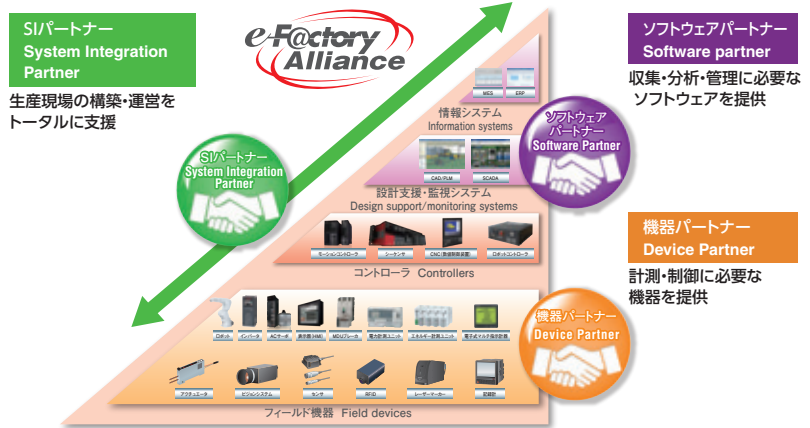 SIパートナー
System Integration
Partner
生産現場の構築・運営を
トータルに支援
e-F@ctory
Alliance
ソフトウェアパートナー
Software partner
収集・分析・管理に必要な
ソフトウェアを提供
MES
ERP
情報システム
Information systems
SIパートナー
System Integration
Partner
ソフトウェア
パートナー
Software Partner
CAD/PLM
SCADA
設計支援・監視システム
Design support/monitoring systems
機器パートナー
Device Partner
計測・制御に必要な
機器を提供
モーションコントローラ
シーケンサ
CNC(数値制御装置)
ロボットコントローラ
コントローラ Controllers
機器パートナー
Device Partner
ロボット
インバータ
ACサーボ
表示器(HMI)
MDUブレーカ
電力計測ユニット
エネルギー計測ユニット
電子式マルチ指示計器
アクチュエータ
ビジョンシステム
センサ
RFID
レーザーマーカー
記録計
フィールド機器 Field devices